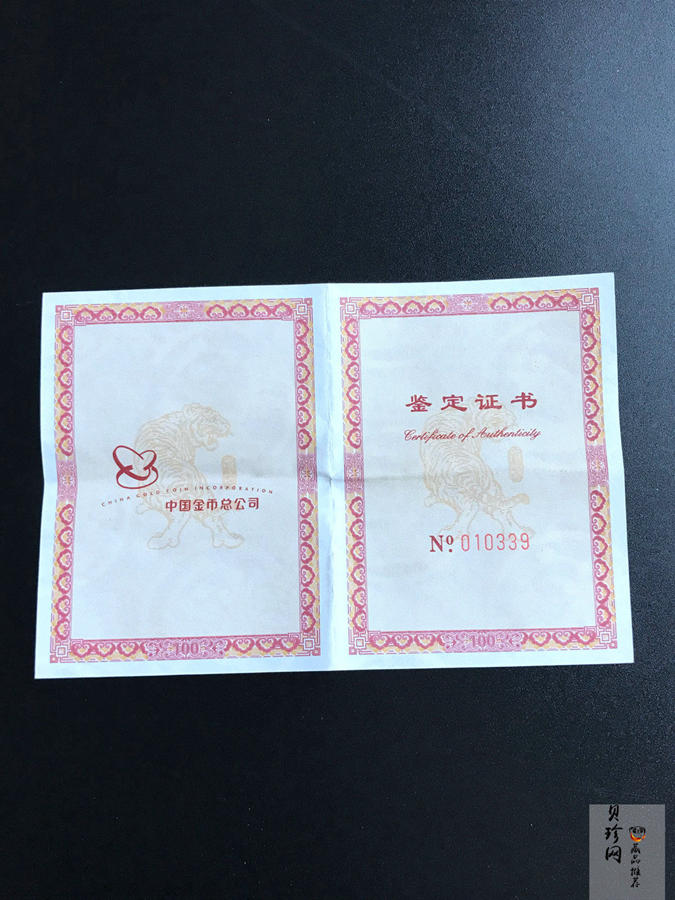 CHINA GOLD COIN INCORPORATION
中国金币总公司
100
鉴定证书
Certificate of Authenticity
Nº 010339
100
贝珍网
藏品推荐